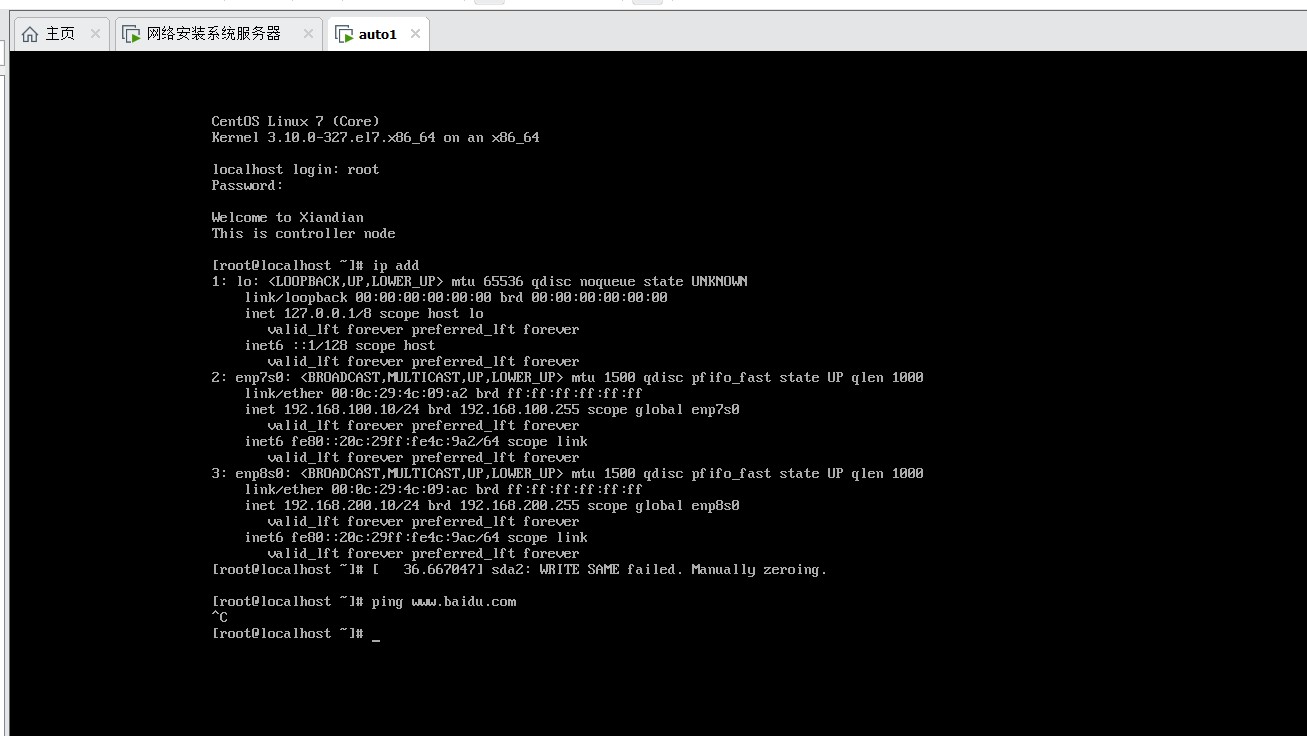 主页
网络安装系统服务器
auto1
CentOS Linux 7 (Core)
Kernel 3.10.0-327.el7.x86_64 on an x86_64
localhost login: root
Password:
Welcome to Xiandian
This is controller node
[root@localhost ~]# ip add
1: lo: <LOOPBACK,UP,LOWER_UP> mtu 65536 qdisc noqueue state UNKNOWN
link/loopback 00:00:00:00:00:00 brd 00:00:00:00:00:00
inet 127.0.0.1/8 scope host lo
valid_lft forever preferred_lft forever
inet6 ::1/128 scope host
valid_lft forever preferred_lft forever
2: enp7s0: <BROADCAST,MULTICAST,UP,LOWER_UP> mtu 1500 qdisc pfifo_fast state UP qlen 1000
link/ether 00:0c:29:4c:09:a2 brd ff:ff:ff:ff:ff:ff
inet 192.168.100.10/24 brd 192.168.100.255 scope global enp7s0
valid_lft forever preferred_lft forever
inet6 fe80::20c:29ff:fe4c:9a2/64 scope link
valid_lft forever preferred_lft forever
3: enp8s0: <BROADCAST,MULTICAST,UP,LOWER_UP> mtu 1500 qdisc pfifo_fast state UP qlen 1000
link/ether 00:0c:29:4c:09:ac brd ff:ff:ff:ff:ff:ff
inet 192.168.200.10/24 brd 192.168.200.255 scope global enp8s0
valid_lft forever preferred_lft forever
inet6 fe80::20c:29ff:fe4c:9ac/64 scope link
valid_lft forever preferred_lft forever
[root@localhost ~]# [   36.667047] sda2: WRITE SAME failed. Manually zeroing.
[root@localhost ~]# ping www.baidu.com
^C
[root@localhost ~]# _